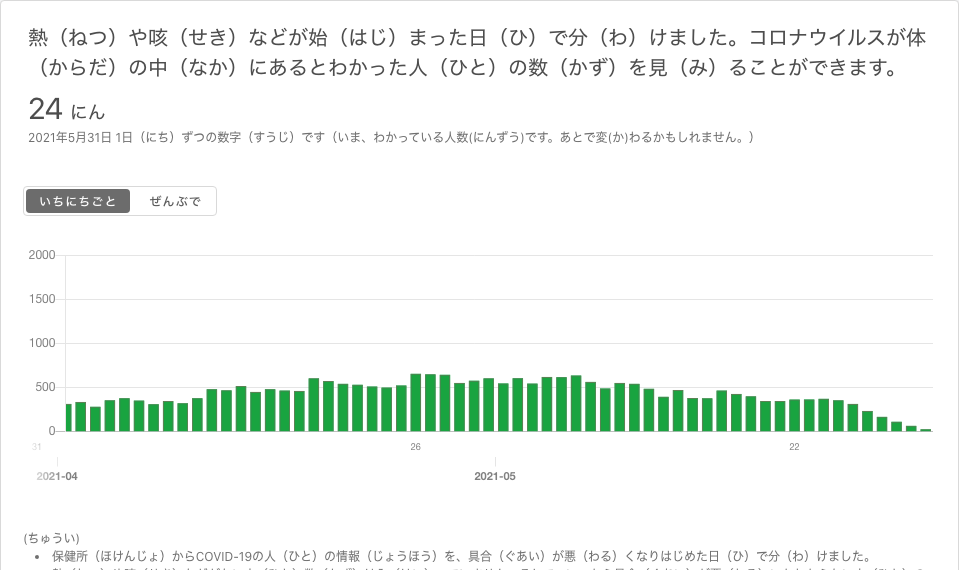 熱（ねつ）や咳（せき）などが始（はじ）まった日（ひ）で分（わ）けました。コロナウイルスが体
（からだ）の中（なか）にあるとわかった人（ひと）の数（かず）を見（み）ることができます。
24 にん
2021年5月31日 1日（にち）ずつの数字（すうじ）です（いま、わかっている人数(にんずう)です。あとで変(か)わるかもしれません。）
いちにちごと ぜんぶで
2000
1500
1000
500
0
31 26 22
2021-04 2021-05
(ちゅうい)
• 保健所（ほけんじょ）からCOVID-19の人（ひと）の情報（じょうほう）を、具合（ぐあい）が悪（わる）くなりはじめた日（ひ）で分（わ）けました。